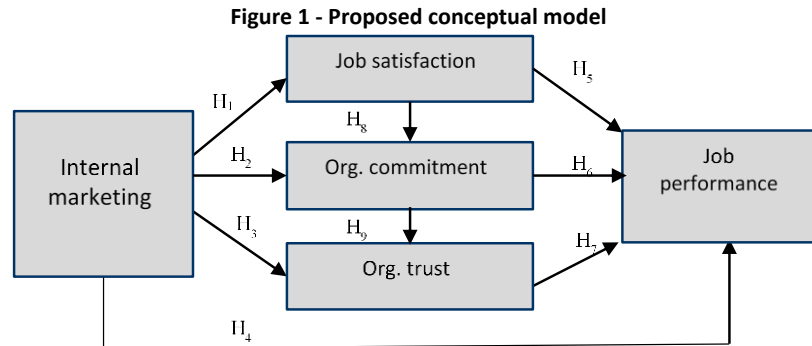 Figure 1 - Proposed conceptual model
Job satisfaction
H5
H1
H8
Internal
marketing
H2
Org. commitment
H6
Job
performance
H3
H9
H7
Org. trust
H4